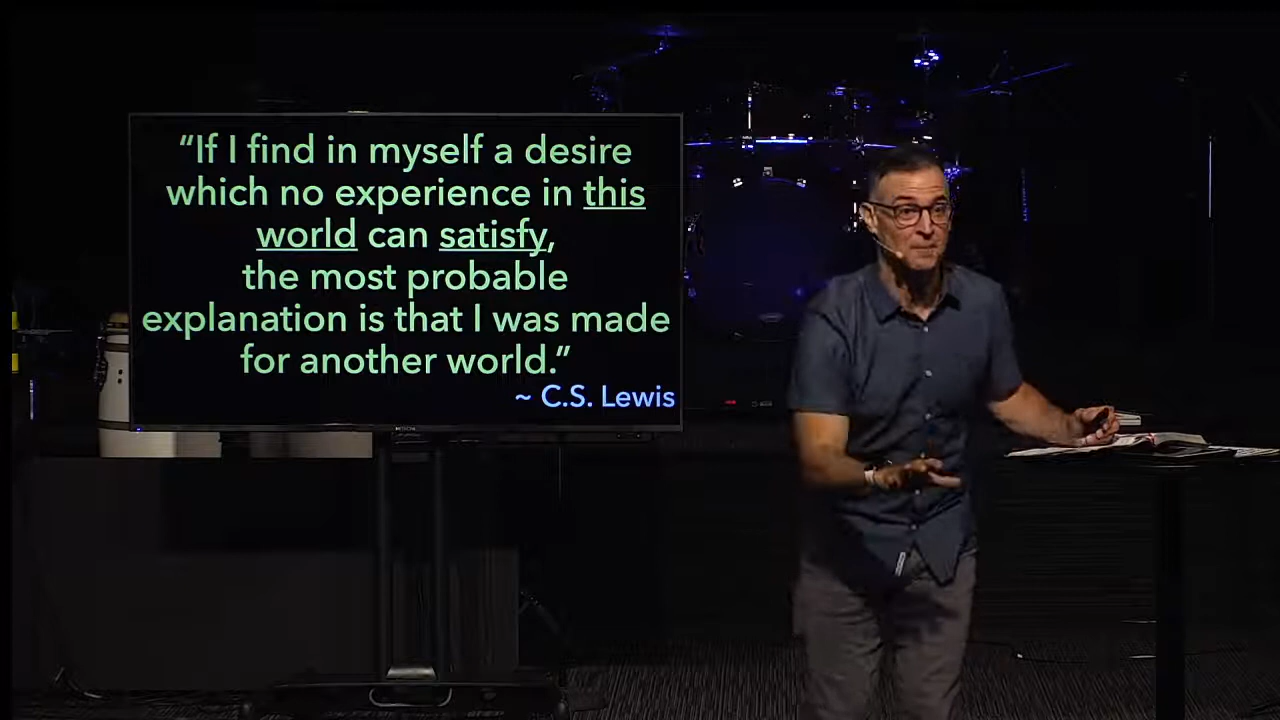 “If I find in myself a desire
which no experience in this
world can satisfy,
the most probable
explanation is that I was made
for another world.”
~ C.S. Lewis